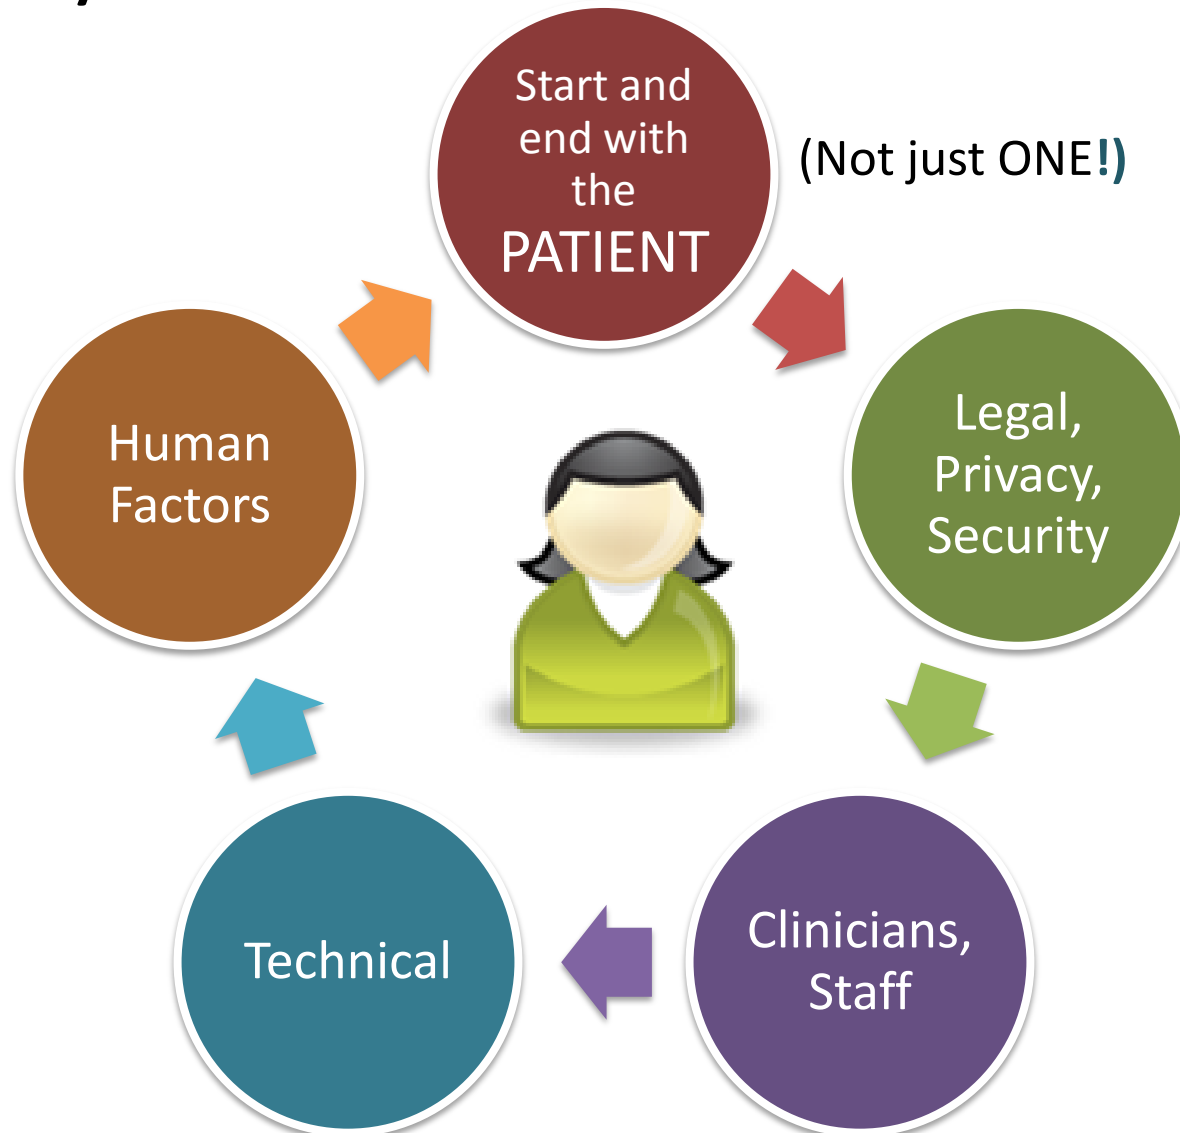 Start and
end with
the
PATIENT
(Not just ONE!)
Legal,
Privacy,
Security
Clinicians,
Staff
Technical
Human
Factors